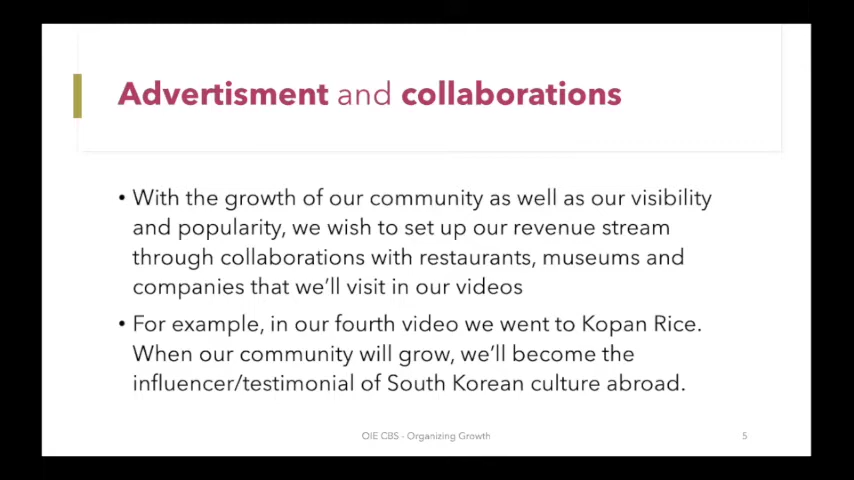 Advertisment and collaborations
• With the growth of our community as well as our visibility
and popularity, we wish to set up our revenue stream
through collaborations with restaurants, museums and
companies that we’ll visit in our videos
• For example, in our fourth video we went to Kopan Rice.
When our community will grow, we’ll become the
influencer/testimonial of South Korean culture abroad.
OIE CBS - Organizing Growth
5